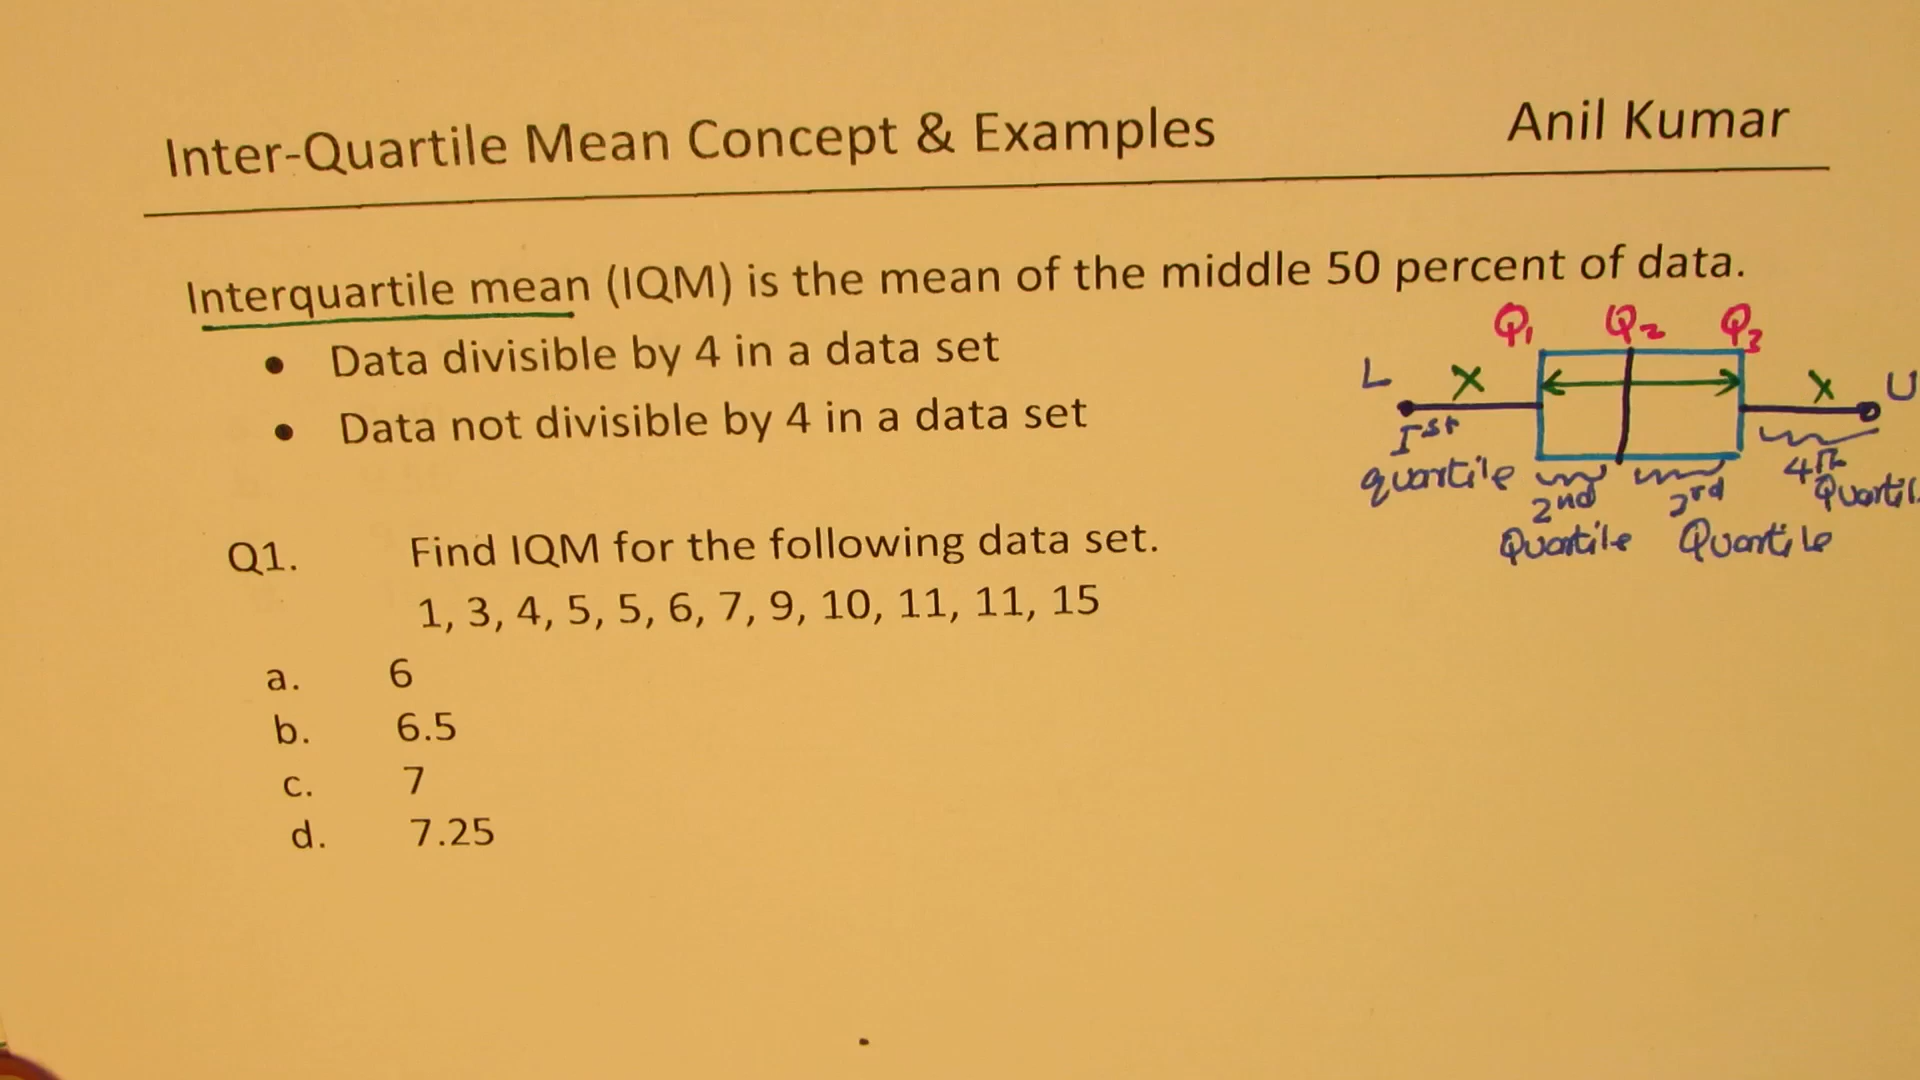 Inter-Quartile Mean Concept & Examples Anil Kumar
Interquartile mean (IQM) is the mean of the middle 50 percent of data.
• Data divisible by 4 in a data set
• Data not divisible by 4 in a data set
Q1 Q2 Q3
L X X U
Ist quartile
2nd Quartile
3rd Quartile
4th Quartil
Q1. Find IQM for the following data set.
1, 3, 4, 5, 5, 6, 7, 9, 10, 11, 11, 15
a. 6
b. 6.5
c. 7
d. 7.25